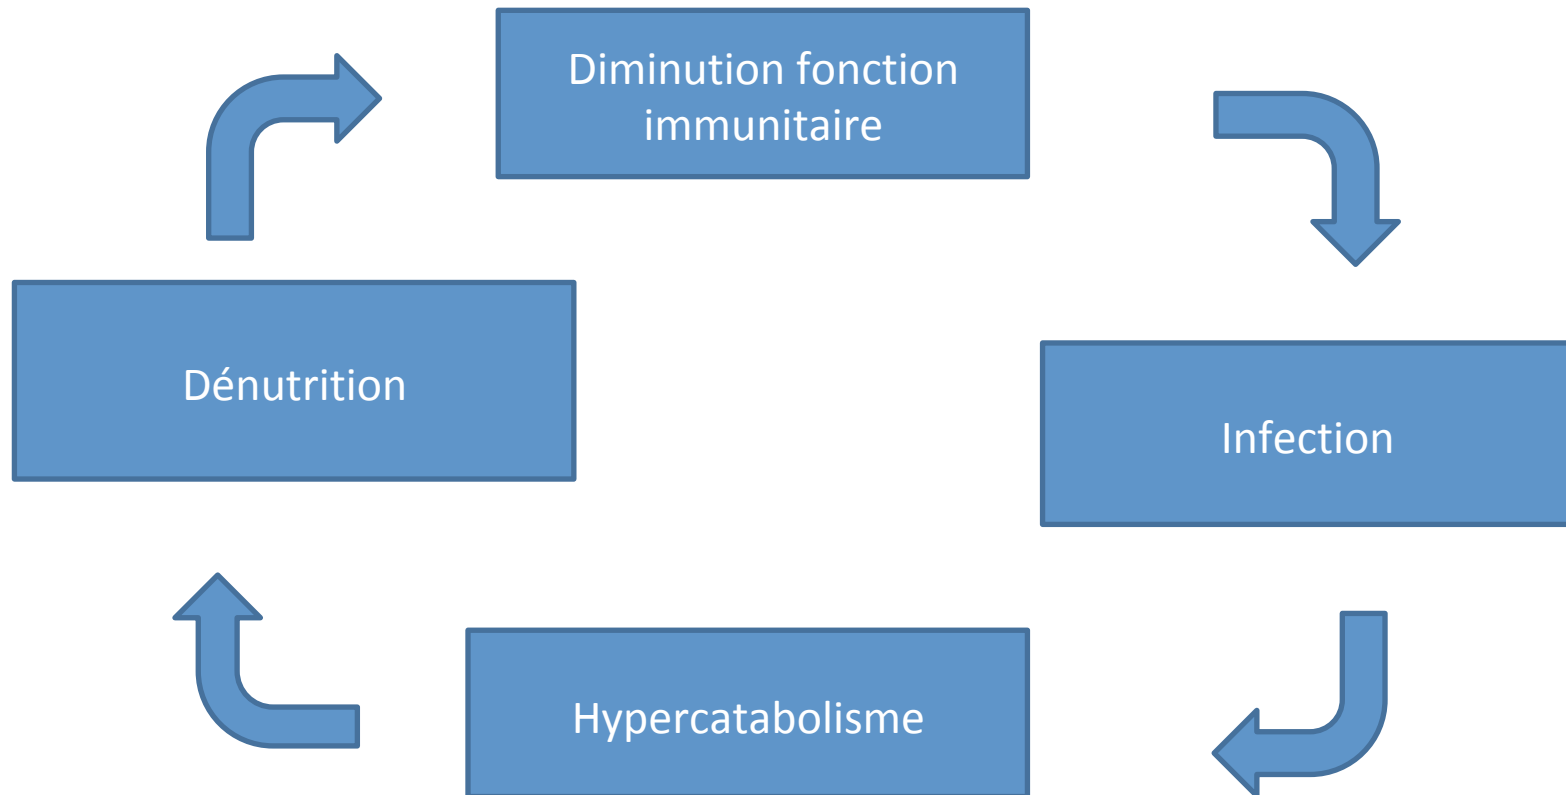 Diminution fonction
immunitaire
Dénutrition
Infection
Hypercatabolisme